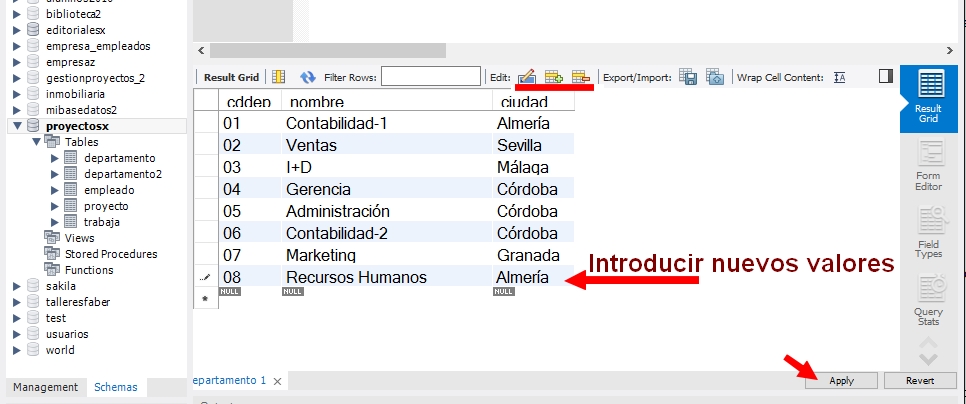 biblioteca2
editorialesx
empresa_empleados
empresaz
gestionproyectos_2
inmobiliaria
mibasedatos2
proyectosx
Tables
departamento
departamento2
empleado
proyecto
trabaja
Views
Stored Procedures
Functions
sakila
talleresfaber
test
usuarios
world
Management Schemas
Result Grid Filter Rows: Edit: Export/Import: Wrap Cell Content: IA
cddep nombre ciudad
01 Contabilidad-1 Almería
02 Ventas Sevilla
03 I+D Málaga
04 Gerencia Córdoba
05 Administración Córdoba
06 Contabilidad-2 Córdoba
07 Marketing Granada
08 Recursos Humanos Almería
NULL NULL NULL
Introducir nuevos valores
Result
Grid
Form
Editor
Field
Types
Query
Stats
epartamento 1
Apply Revert